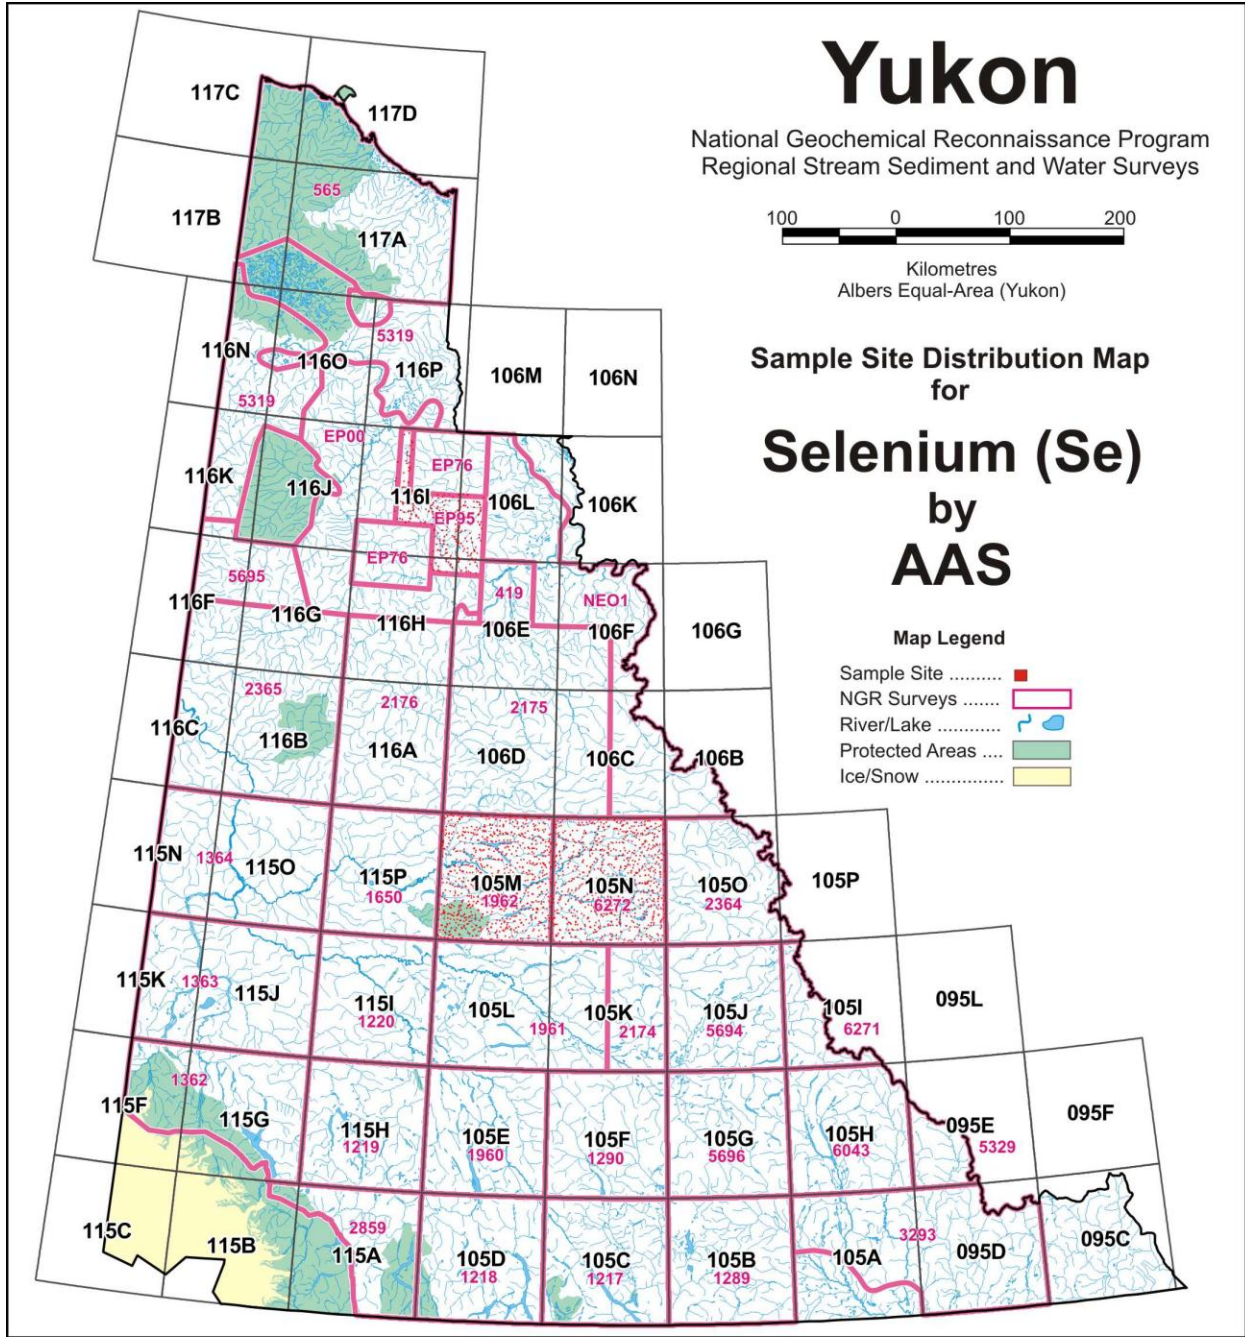 Yukon
National Geochemical Reconnaissance Program
Regional Stream Sediment and Water Surveys
100 0 100 200
Kilometres
Albers Equal-Area (Yukon)
Sample Site Distribution Map
for
Selenium (Se)
by
AAS
Map Legend
Sample Site ..........
NGR Surveys .......
River/Lake ............
Protected Areas ....
Ice/Snow ...............
117C
117D
565
117B
117A
5319
116N
116O
116P
106M
106N
5319
EP00
EP76
116K
116J
116I
106L
106K
EP95
EP76
5695
419
NEO1
116F
116G
116H
106E
106F
106G
2365
2176
2175
116C
116B
116A
106D
106C
106B
115N
1364
115O
115P
1650
105M
1962
105N
6272
105O
2364
105P
115K
1363
115J
115I
1220
105L
1961
105K
2174
105J
5694
105I
6271
095L
1362
115F
115G
115H
1219
105E
1960
105F
1290
105G
5696
105H
6043
095E
5329
095F
115C
115B
2859
115A
105D
1218
105C
1217
105B
1289
105A
3293
095D
095C